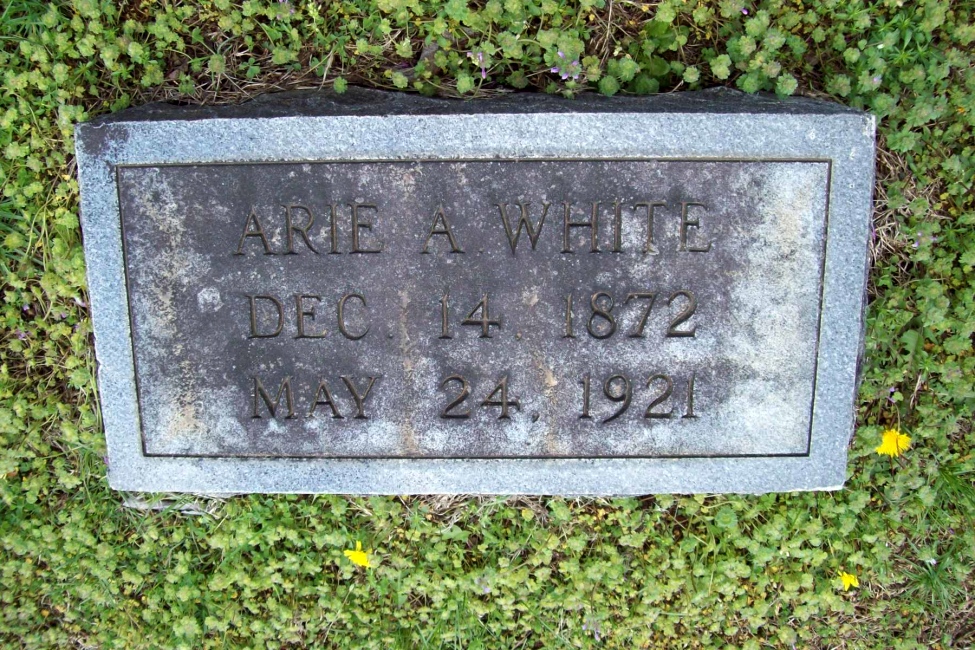 ARIE A. WHITE
DEC. 14, 1872
MAY 24, 1921